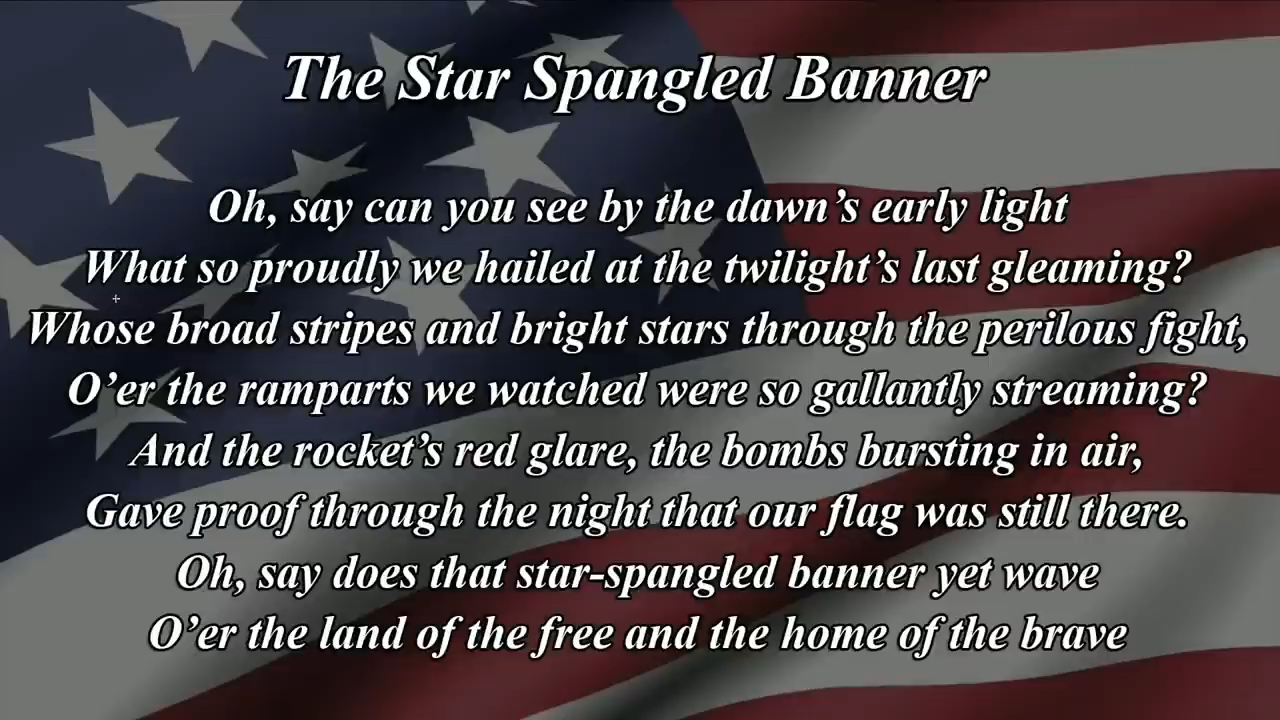 The Star Spangled Banner
Oh, say can you see by the dawn’s early light
What so proudly we hailed at the twilight’s last gleaming?
Whose broad stripes and bright stars through the perilous fight,
O’er the ramparts we watched were so gallantly streaming?
And the rocket’s red glare, the bombs bursting in air,
Gave proof through the night that our flag was still there.
Oh, say does that star-spangled banner yet wave
O’er the land of the free and the home of the brave